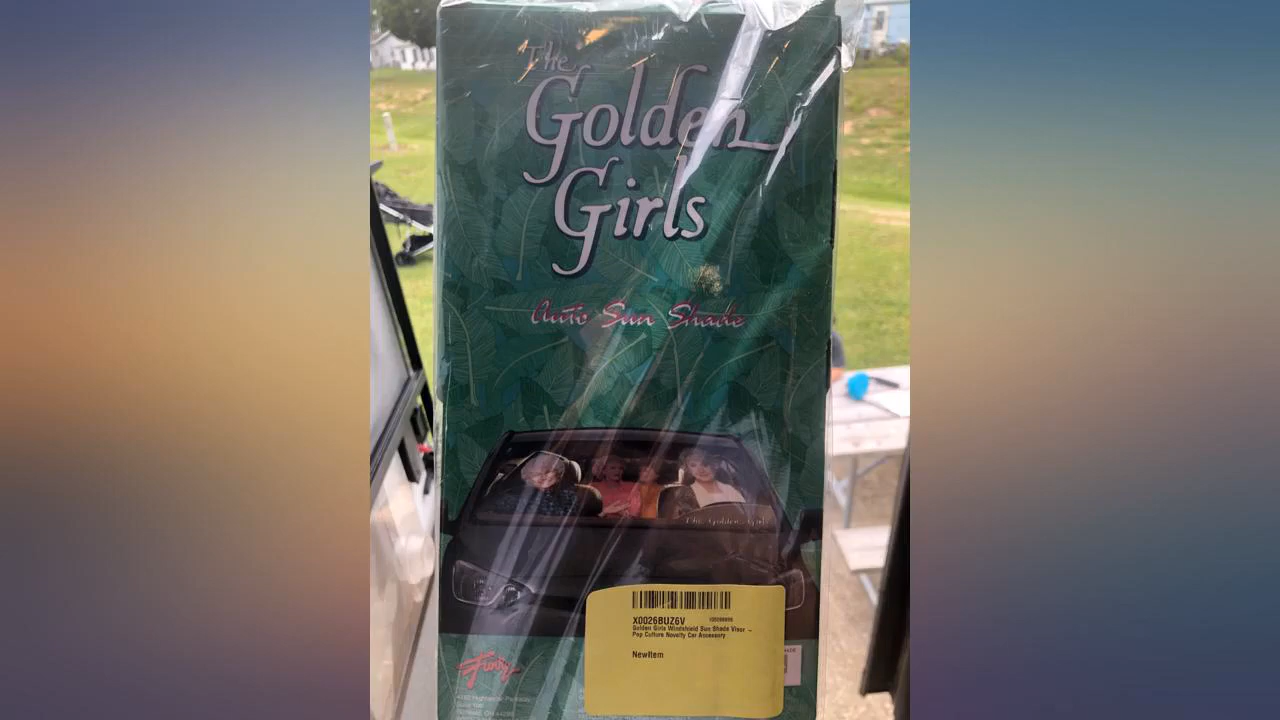 The
Golden
Girls
Auto Sun Shade
The Golden Girls
X0026BUZ6V
Golden Girls Windshield Sun Shade Visor –
Pop Culture Novelty Car Accessory
NewItem